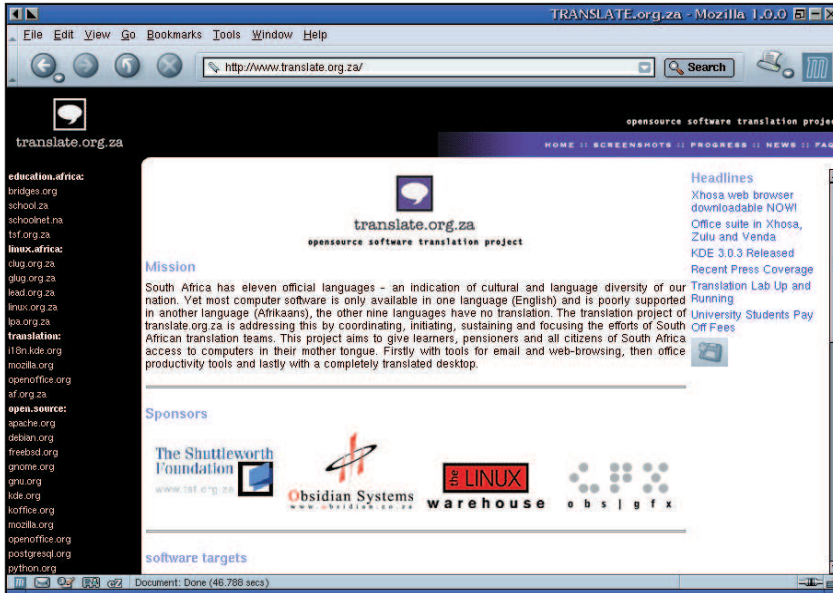 TRANSLATE.org.za - Mozilla 1.0.0
File Edit View Go Bookmarks Tools Window Help
http://www.translate.org.za/
Search
translate.org.za
opensource software translation projec
HOME :: SCREENSHOTS :: PROGRESS :: NEWS :: FAQ
education.africa:
bridges.org
school.za
schoolnet.na
tsf.org.za
linux.africa:
clug.org.za
glug.org.za
lead.org.za
linux.org.za
lpa.org.za
translation:
i18n.kde.org
mozilla.org
openoffice.org
af.org.za
open.source:
apache.org
debian.org
freebsd.org
gnome.org
gnu.org
kde.org
koffice.org
mozilla.org
openoffice.org
postgresql.org
python.org
translate.org.za
opensource software translation project
Mission
South Africa has eleven official languages - an indication of cultural and language diversity of our
nation. Yet most computer software is only available in one language (English) and is poorly supported
in another language (Afrikaans), the other nine languages have no translation. The translation project of
translate.org.za is addressing this by coordinating, initiating, sustaining and focusing the efforts of South
African translation teams. This project aims to give learners, pensioners and all citizens of South Africa
access to computers in their mother tongue. Firstly with tools for email and web-browsing, then office
productivity tools and lastly with a completely translated desktop.
Sponsors
The Shuttleworth
Foundation
www.tsf.org.za
Obsidian Systems
www.obsidian.co.za
the LINUX
warehouse
obs|gfx
software targets
Headlines
Xhosa web browser
downloadable NOW!
Office suite in Xhosa,
Zulu and Venda
KDE 3.0.3 Released
Recent Press Coverage
Translation Lab Up and
Running
University Students Pay
Off Fees
Document: Done (46.788 secs)